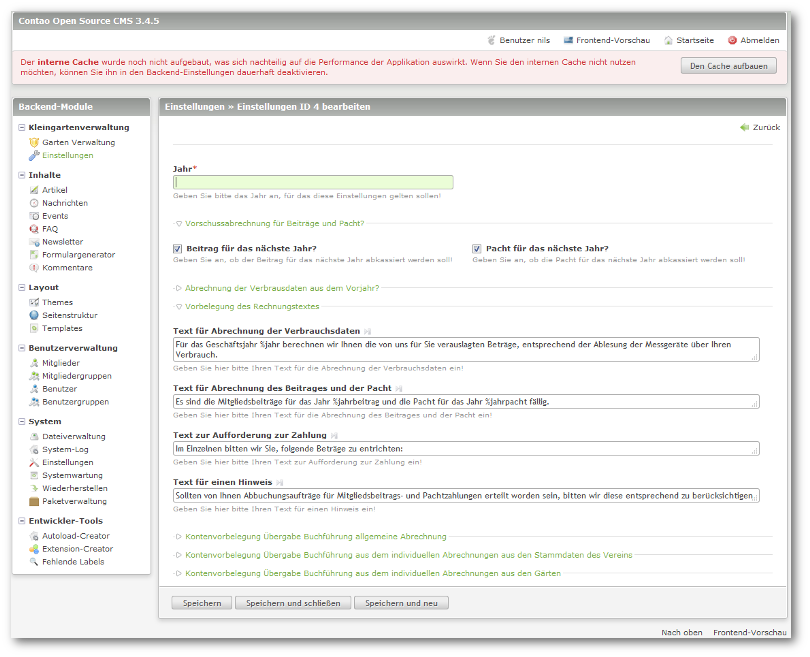 Contao Open Source CMS 3.4.5
Benutzer nils Frontend-Vorschau Startseite Abmelden
Der interne Cache wurde noch nicht aufgebaut, was sich nachteilig auf die Performance der Applikation auswirkt. Wenn Sie den internen Cache nicht nutzen
möchten, können Sie ihn in den Backend-Einstellungen dauerhaft deaktivieren.
Den Cache aufbauen
Backend-Module
Kleingartenverwaltung
Garten Verwaltung
Einstellungen
Inhalte
Artikel
Nachrichten
Events
FAQ
Newsletter
Formulargenerator
Kommentare
Layout
Themes
Seitenstruktur
Templates
Benutzerverwaltung
Mitglieder
Mitgliedergruppen
Benutzer
Benutzergruppen
System
Dateiverwaltung
System-Log
Einstellungen
Systemwartung
Wiederherstellen
Paketverwaltung
Entwickler-Tools
Autoload-Creator
Extension-Creator
Fehlende Labels
Einstellungen » Einstellungen ID 4 bearbeiten
Zurück
Jahr*
Geben Sie bitte das Jahr an, für das diese Einstellungen gelten sollen!
Vorschussabrechnung für Beiträge und Pacht?
Beitrag für das nächste Jahr? Pacht für das nächste Jahr?
Geben Sie an, ob der Beitrag für das nächste Jahr abkassiert werden soll! Geben Sie an, ob die Pacht für das nächste Jahr abkassiert werden soll!
Abrechnung der Verbrausdaten aus dem Vorjahr?
Vorbelegung des Rechnungstextes
Text für Abrechnung der Verbrauchsdaten
Für das Geschäftsjahr %jahr berechnen wir Ihnen die von uns für Sie verauslagten Beträge, entsprechend der Ablesung der Messgeräte über Ihren
Verbrauch.
Geben Sie hier bitte Ihren Text für die Abrechnung der Verbrauchsdaten ein!
Text für Abrechnung des Beitrages und der Pacht
Es sind die Mitgliedsbeiträge für das Jahr %jahrbeitrag und die Pacht für das Jahr %jahrpacht fällig.
Geben Sie hier bitte Ihren Text für die Abrechnung des Beitrages und der Pacht ein!
Text zur Aufforderung zur Zahlung
Im Einzelnen bitten wir Sie, folgende Beträge zu entrichten:
Geben Sie hier bitte Ihren Text zur Aufforderung zur Zahlung ein!
Text für einen Hinweis
Sollten von Ihnen Abbuchungsaufträge für Mitgliedsbeitrags- und Pachtzahlungen erteilt worden sein, bitten wir diese entsprechend zu berücksichtigen.
Geben Sie hier bitte Ihren Text für einen Hinweis ein!
Kontenvorbelegung Übergabe Buchführung allgemeine Abrechnung
Kontenvorbelegung Übergabe Buchführung aus dem individuellen Abrechnungen aus den Stammdaten des Vereins
Kontenvorbelegung Übergabe Buchführung aus dem individuellen Abrechnungen aus den Gärten
Speichern Speichern und schließen Speichern und neu
Nach oben Frontend-Vorschau